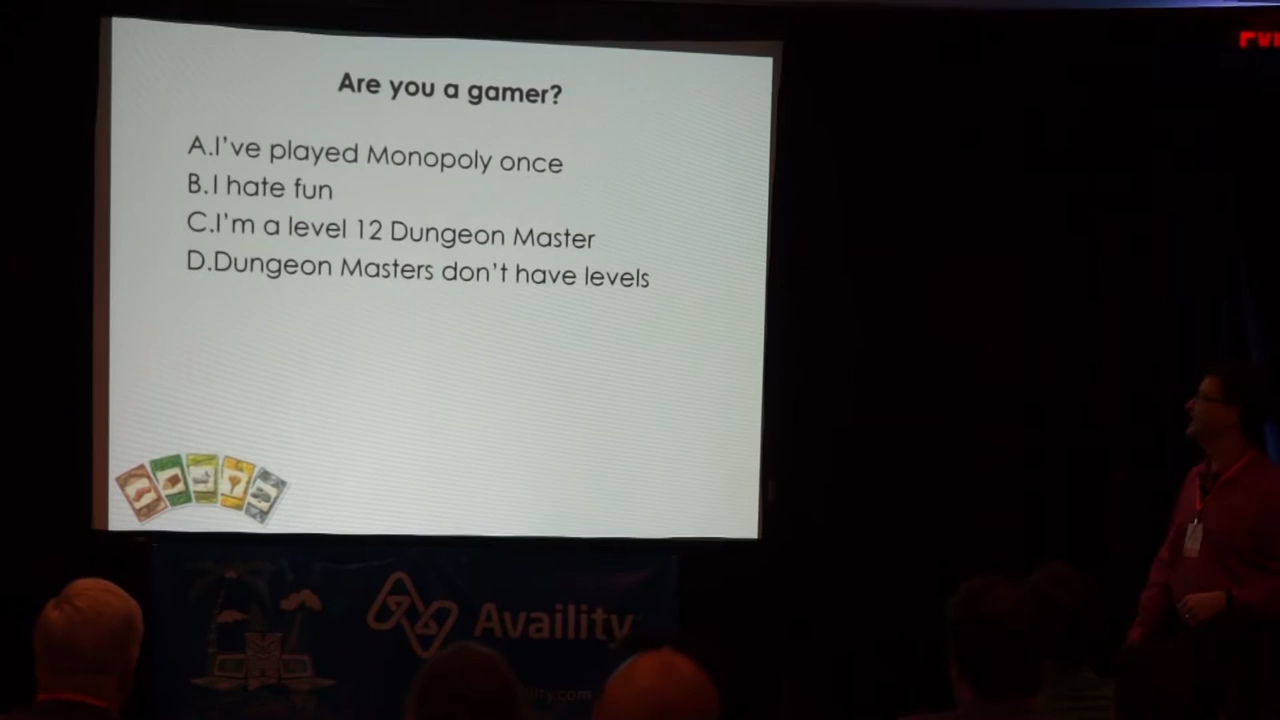 Are you a gamer?
A.I've played Monopoly once
B.I hate fun
C.I'm a level 12 Dungeon Master
D.Dungeon Masters don't have levels
Availity